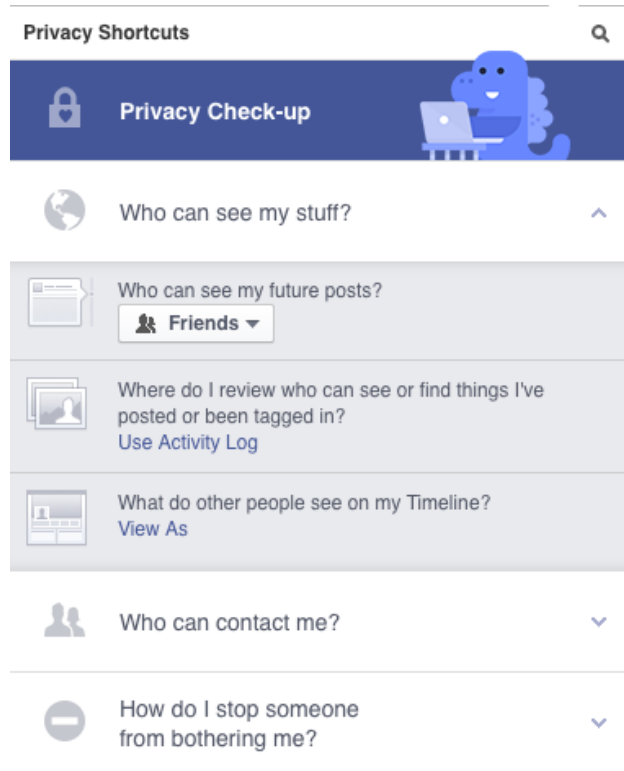 Privacy Shortcuts
Privacy Check-up
Who can see my stuff?
Who can see my future posts?
Friends
Where do I review who can see or find things I've
posted or been tagged in?
Use Activity Log
What do other people see on my Timeline?
View As
Who can contact me?
How do I stop someone
from bothering me?